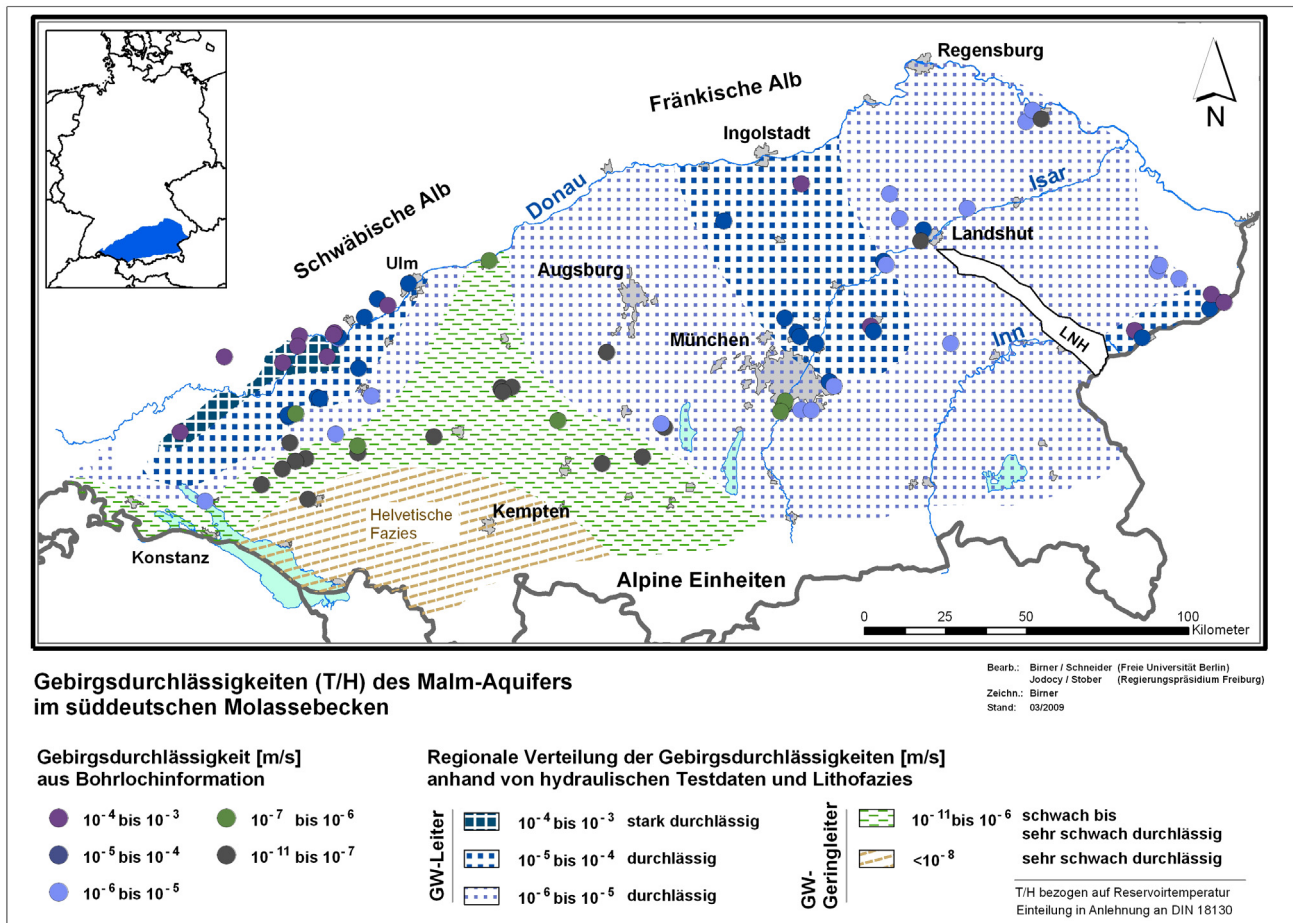 Regensburg
Fränkische Alb
N
Ingolstadt
Donau
Isar
Schwäbische Alb
Landshut
Ulm
Augsburg
München
Inn
LNH
Helvetische
Fazies
Kempten
Konstanz
Alpine Einheiten
0 25 50 100
Kilometer
Gebirgsdurchlässigkeiten (T/H) des Malm-Aquifers
im süddeutschen Molassebecken
Bearb.: Birner / Schneider (Freie Universität Berlin)
Jodocy / Stober (Regierungspräsidium Freiburg)
Zeichn.: Birner
Stand: 03/2009
Gebirgsdurchlässigkeit [m/s]
aus Bohrlochinformation
10⁻⁴ bis 10⁻³
10⁻⁵ bis 10⁻⁴
10⁻⁶ bis 10⁻⁵
10⁻⁷ bis 10⁻⁶
10⁻¹¹ bis 10⁻⁷
Regionale Verteilung der Gebirgsdurchlässigkeiten [m/s]
anhand von hydraulischen Testdaten und Lithofazies
GW-Leiter
10⁻⁴ bis 10⁻³ stark durchlässig
10⁻⁵ bis 10⁻⁴ durchlässig
10⁻⁶ bis 10⁻⁵ durchlässig
GW-
Geringleiter
10⁻¹¹bis 10⁻⁶ schwach bis
sehr schwach durchlässig
<10⁻⁸ sehr schwach durchlässig
T/H bezogen auf Reservoirtemperatur
Einteilung in Anlehnung an DIN 18130